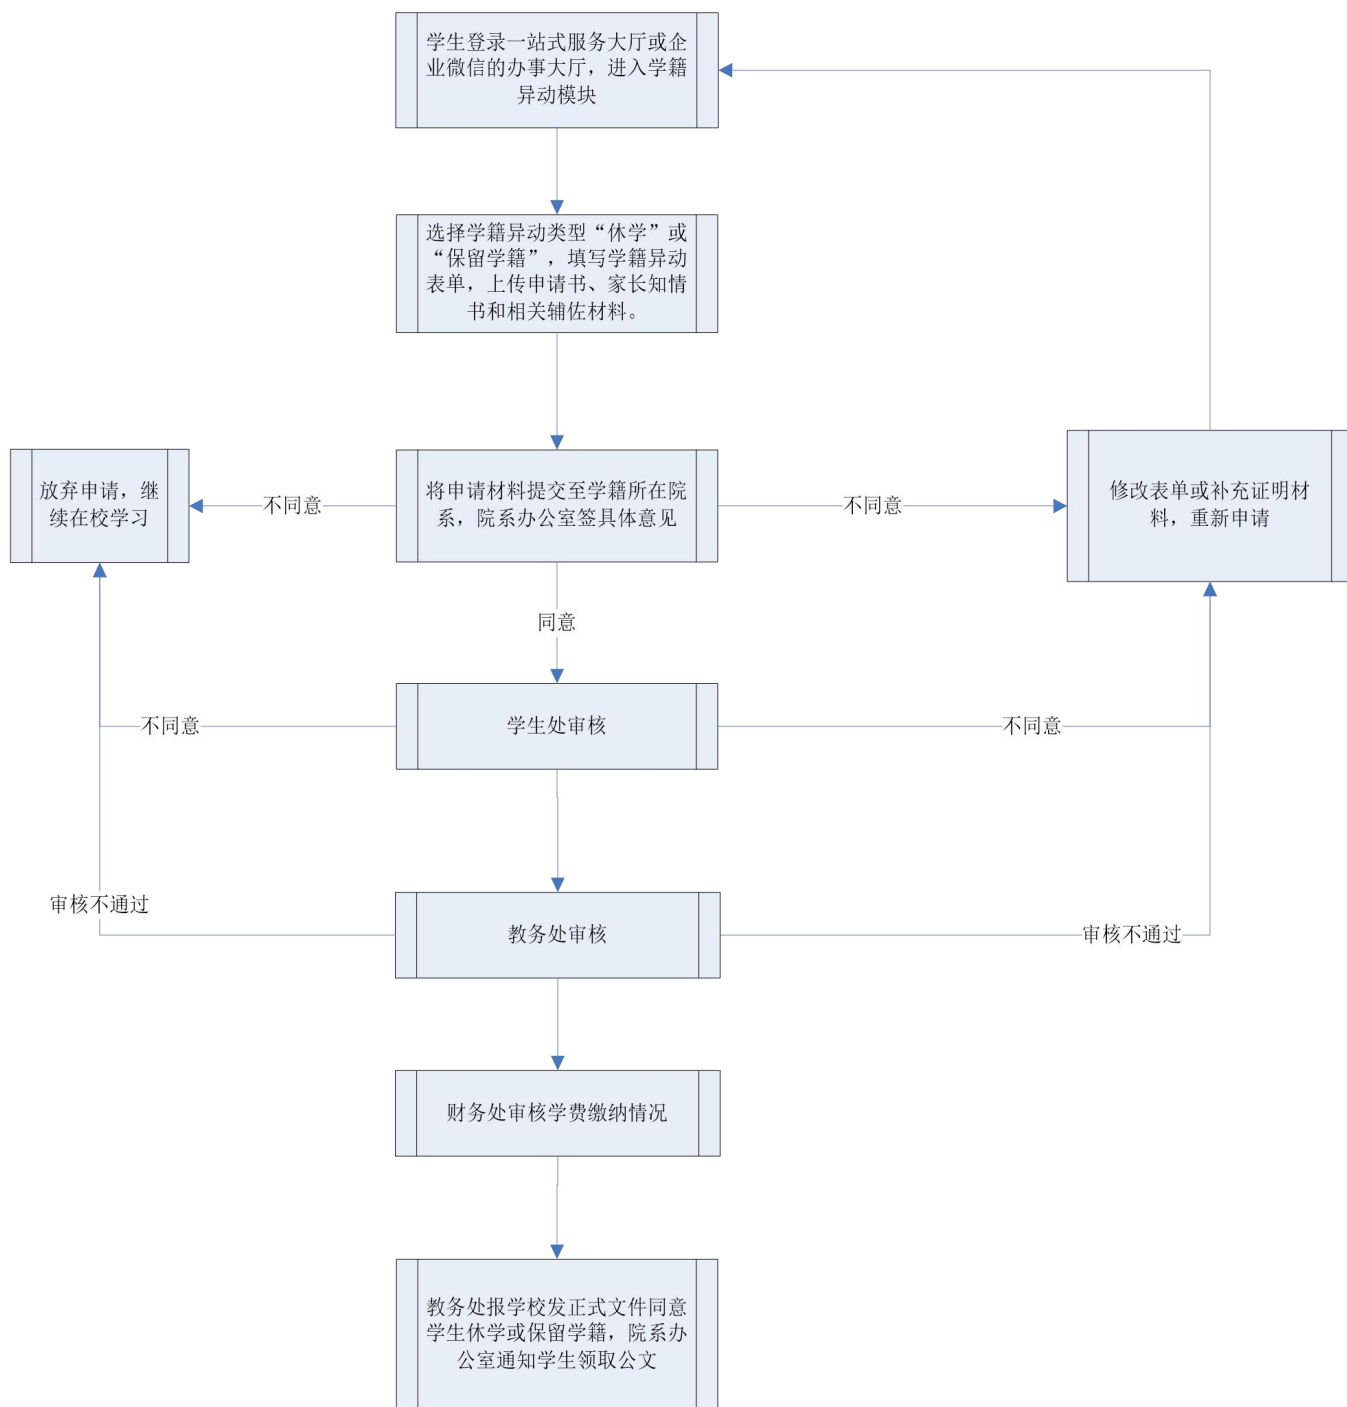 学生登录一站式服务大厅或企
业微信的办事大厅，进入学籍
异动模块
选择学籍异动类型“休学”或
“保留学籍”，填写学籍异动
表单，上传申请书、家长知情
书和相关辅佐材料。
放弃申请，继
续在校学习
不同意
将申请材料提交至学籍所在院
系，院系办公室签具体意见
不同意
修改表单或补充证明材
料，重新申请
同意
不同意
学生处审核
不同意
审核不通过
教务处审核
审核不通过
财务处审核学费缴纳情况
教务处报学校发正式文件同意
学生休学或保留学籍，院系办
公室通知学生领取公文